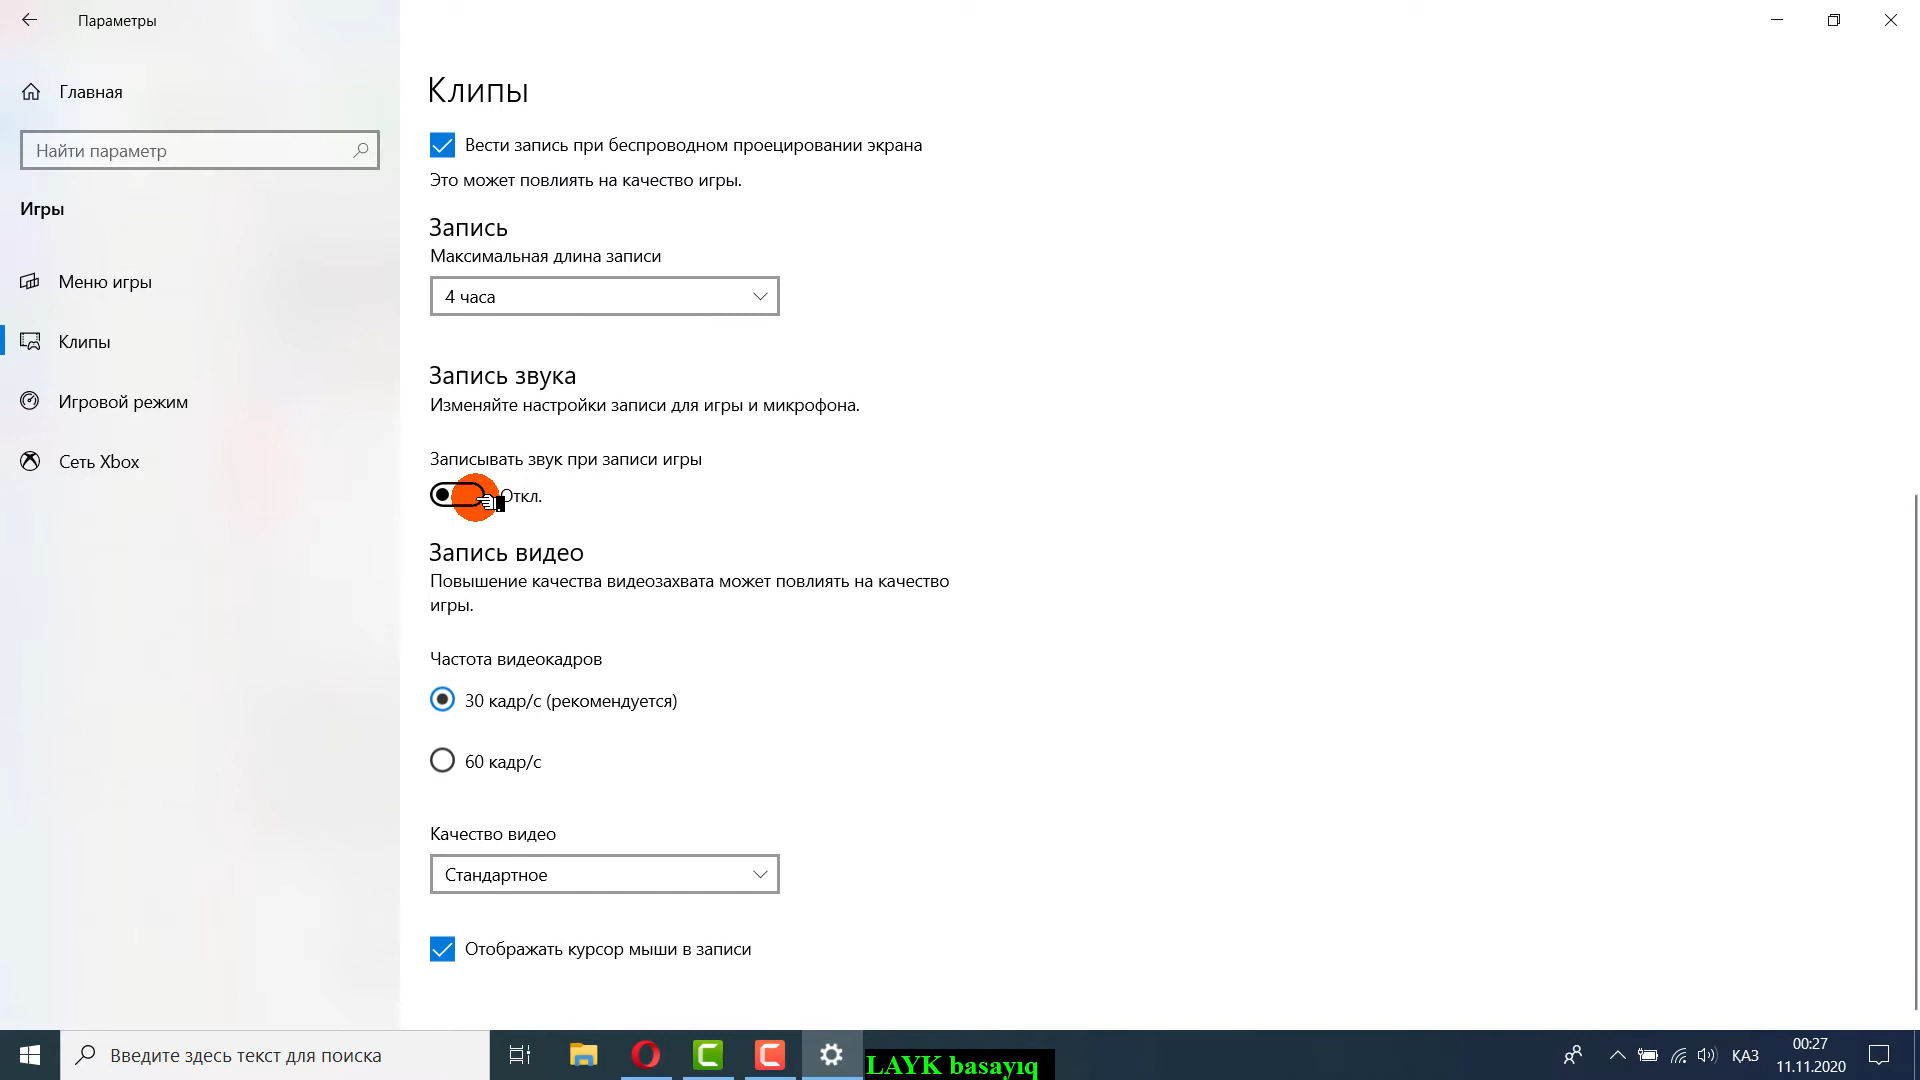 Параметры
Главная
Найти параметр
Игры
Меню игры
Клипы
Игровой режим
Сеть Xbox
Клипы
Вести запись при беспроводном проецировании экрана
Это может повлиять на качество игры.
Запись
Максимальная длина записи
4 часа
Запись звука
Изменяйте настройки записи для игры и микрофона.
Записывать звук при записи игры
Откл.
Запись видео
Повышение качества видеозахвата может повлиять на качество
игры.
Частота видеокадров
30 кадр/с (рекомендуется)
60 кадр/с
Качество видео
Стандартное
Отображать курсор мыши в записи
Введите здесь текст для поиска
LAYK basayıq
ҚАЗ
00:27
11.11.2020